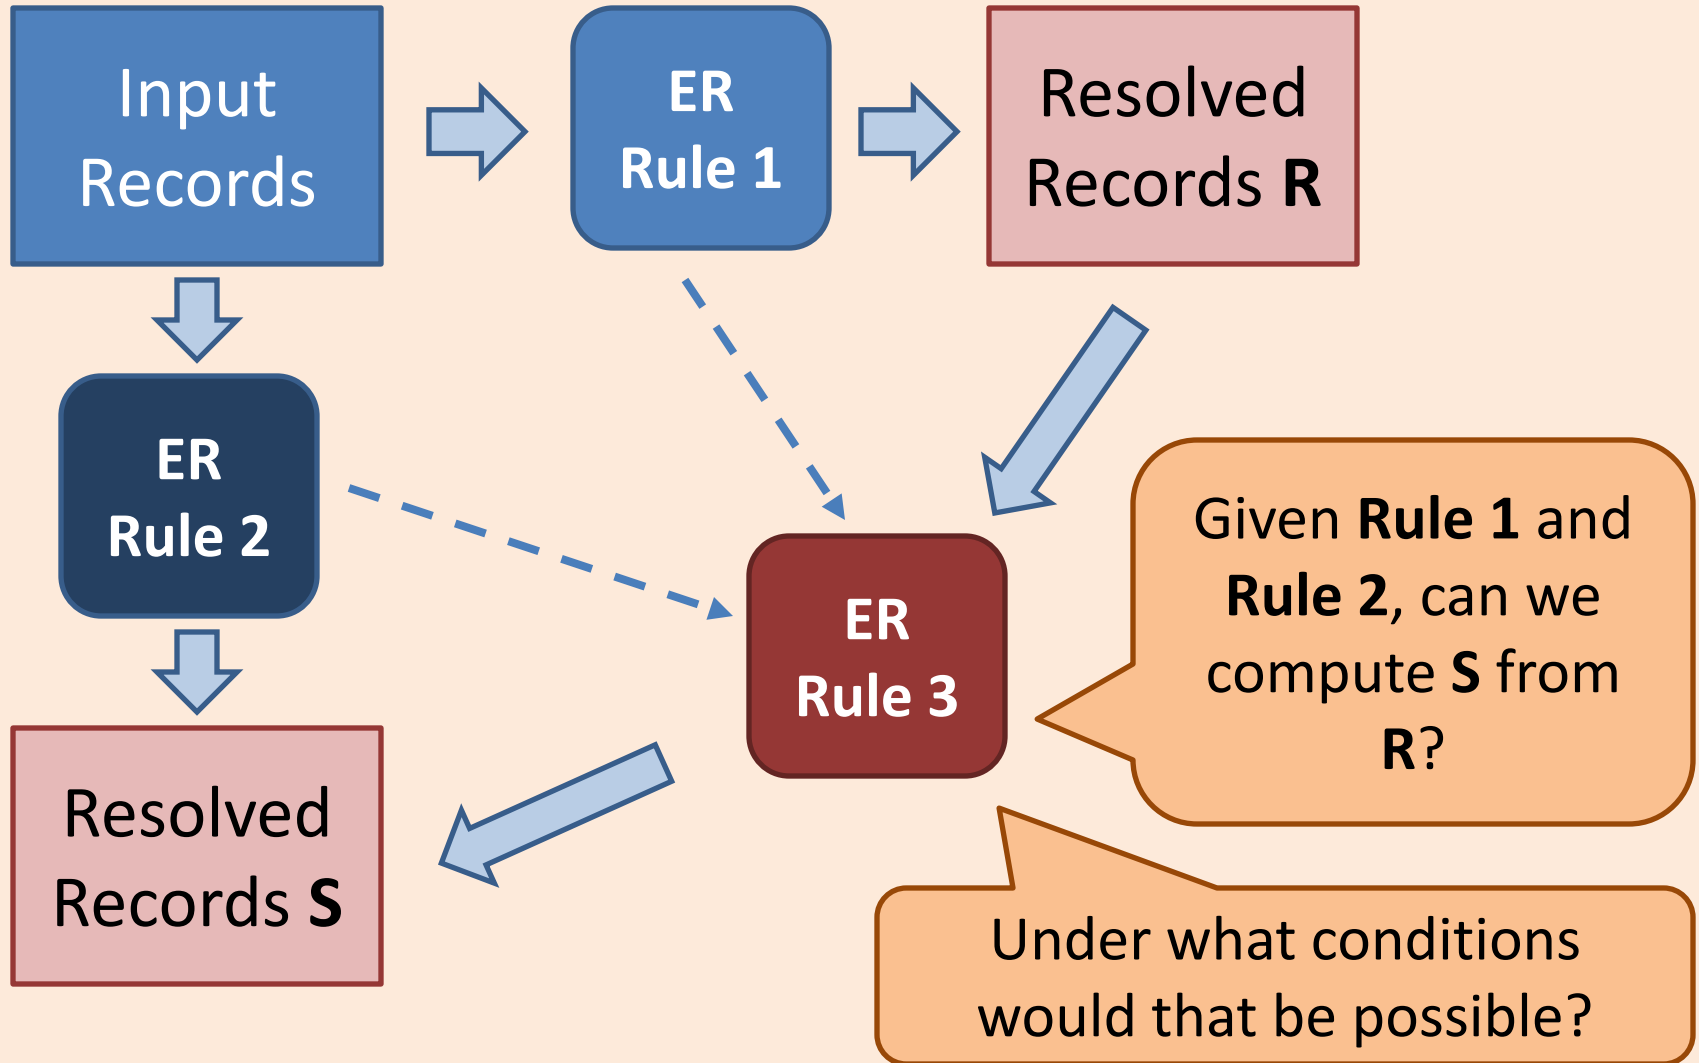 Input
Records
ER
Rule 1
Resolved
Records R
ER
Rule 2
ER
Rule 3
Given Rule 1 and
Rule 2, can we
compute S from
R?
Resolved
Records S
Under what conditions
would that be possible?